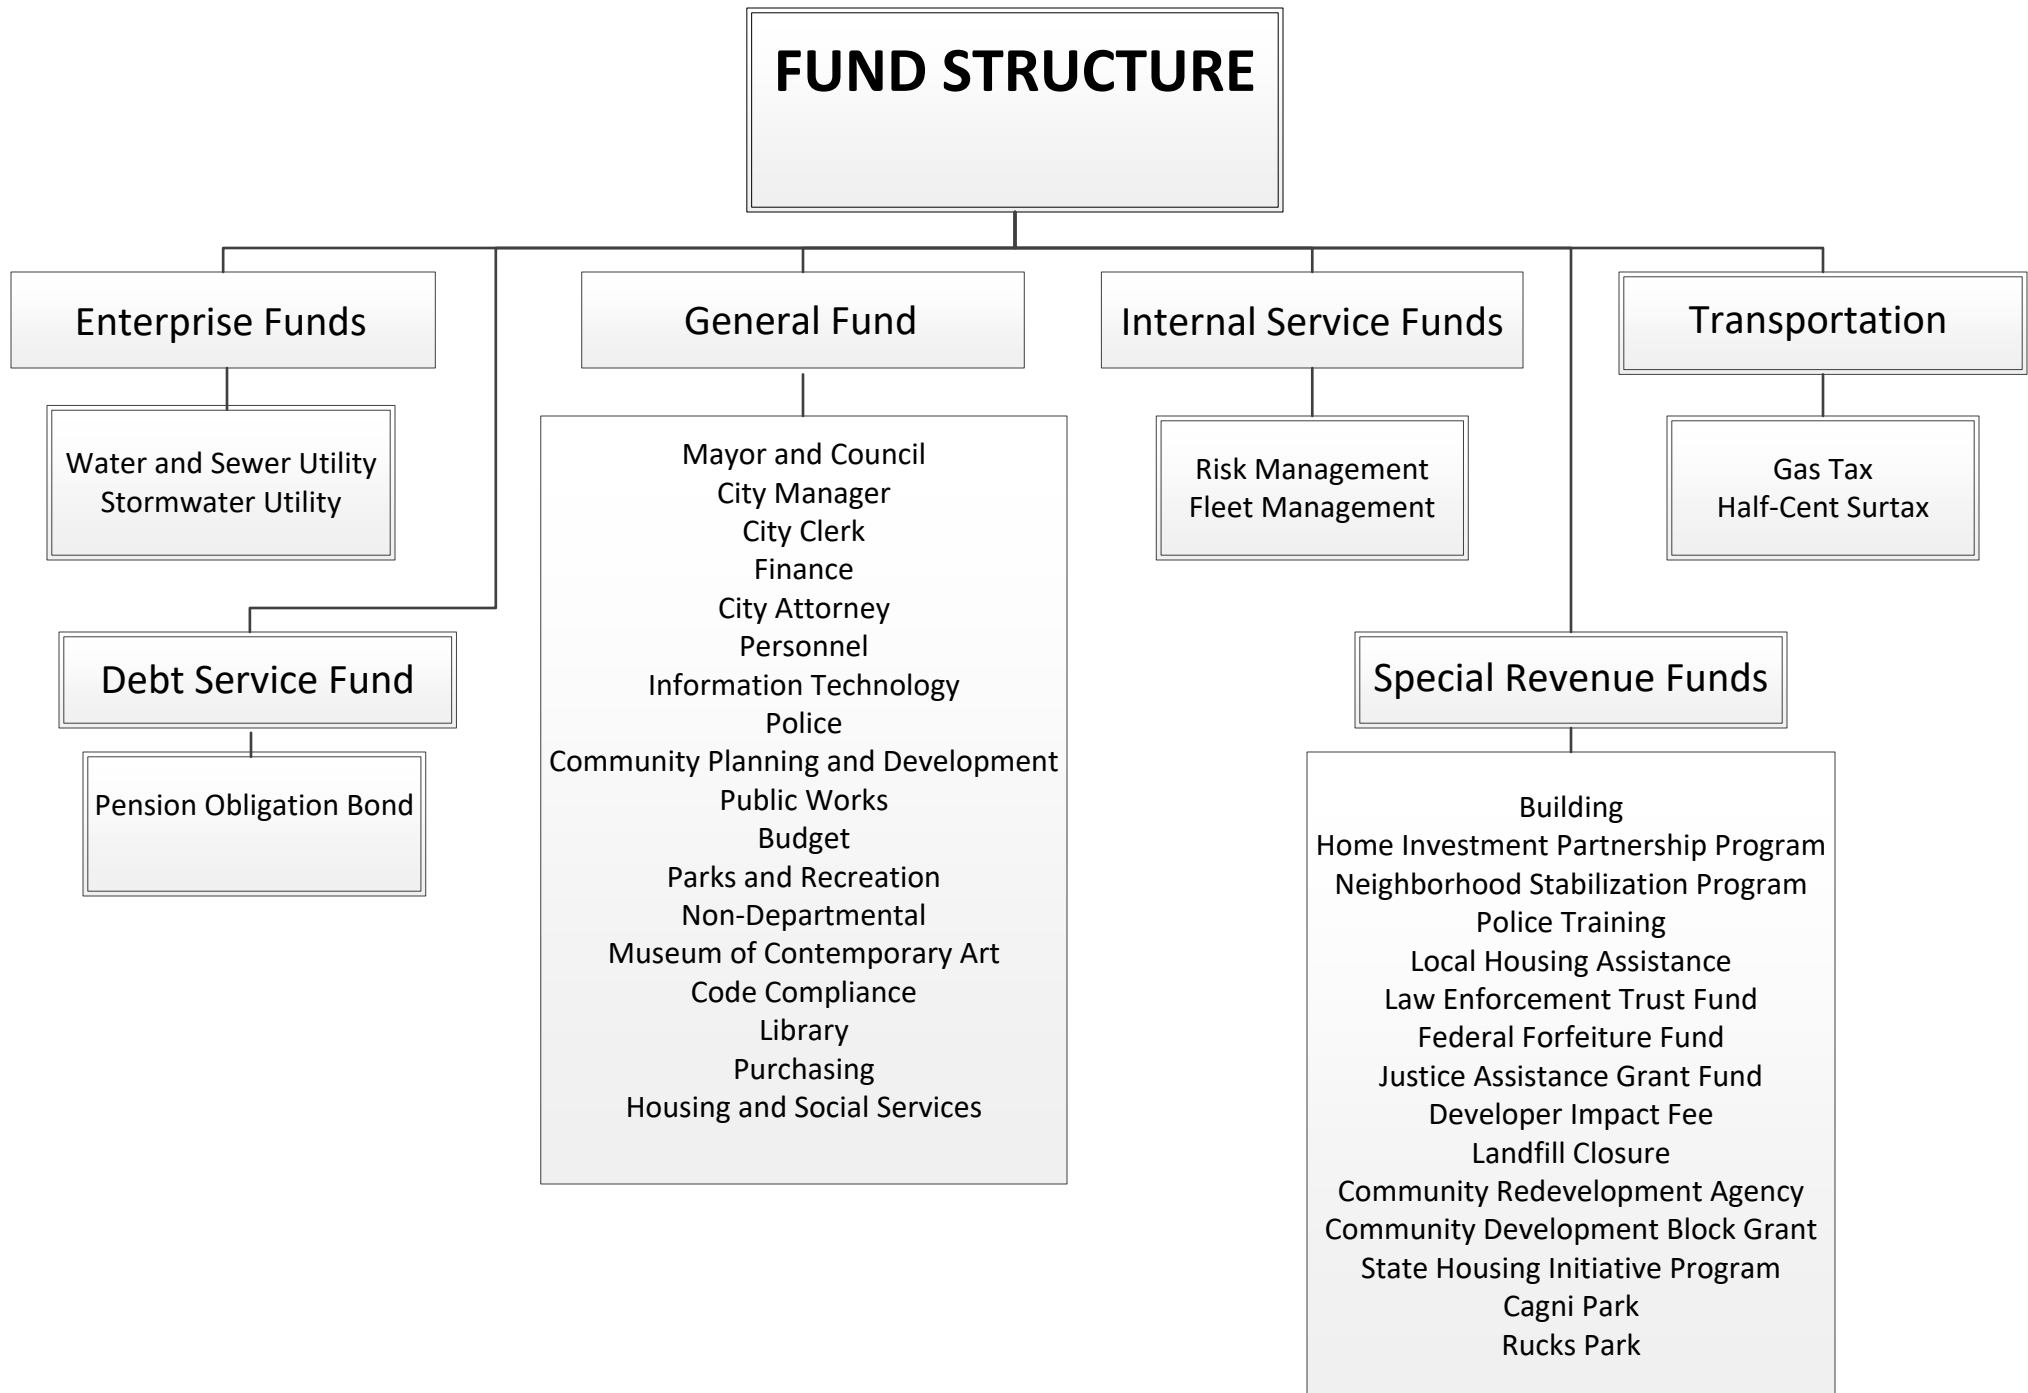 FUND STRUCTURE
Enterprise Funds
Water and Sewer Utility
Stormwater Utility
Debt Service Fund
Pension Obligation Bond
General Fund
Mayor and Council
City Manager
City Clerk
Finance
City Attorney
Personnel
Information Technology
Police
Community Planning and Development
Public Works
Budget
Parks and Recreation
Non-Departmental
Museum of Contemporary Art
Code Compliance
Library
Purchasing
Housing and Social Services
Internal Service Funds
Risk Management
Fleet Management
Transportation
Gas Tax
Half-Cent Surtax
Special Revenue Funds
Building
Home Investment Partnership Program
Neighborhood Stabilization Program
Police Training
Local Housing Assistance
Law Enforcement Trust Fund
Federal Forfeiture Fund
Justice Assistance Grant Fund
Developer Impact Fee
Landfill Closure
Community Redevelopment Agency
Community Development Block Grant
State Housing Initiative Program
Cagni Park
Rucks Park